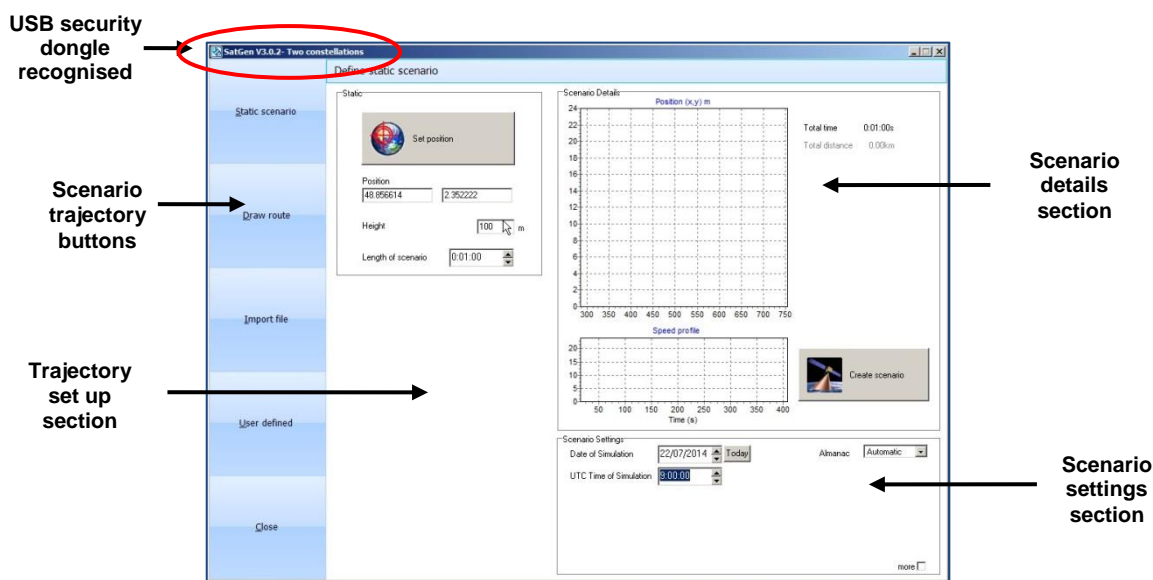 USB security
dongle
recognised
SatGen V3.0.2- Two constellations
Define static scenario
Static scenario
Draw route
Import file
User defined
Close
Scenario
trajectory
buttons
Trajectory
set up
section
Static
Set position
Position
48.856614 2.352222
Height 100 m
Length of scenario 0:01:00
Scenario Details
Position (x,y) m
24
22
20
18
16
14
12
10
8
6
4
2
0
300 350 400 450 500 550 600 650 700 750
Total time 0:01:00s
Total distance 0.00km
Speed profile
20
15
10
5
0
50 100 150 200 250 300 350 400
Time (s)
Create scenario
Scenario Settings
Date of Simulation 22/07/2014 Today Almanac Automatic
UTC Time of Simulation 9:00:00
more
Scenario
details
section
Scenario
settings
section